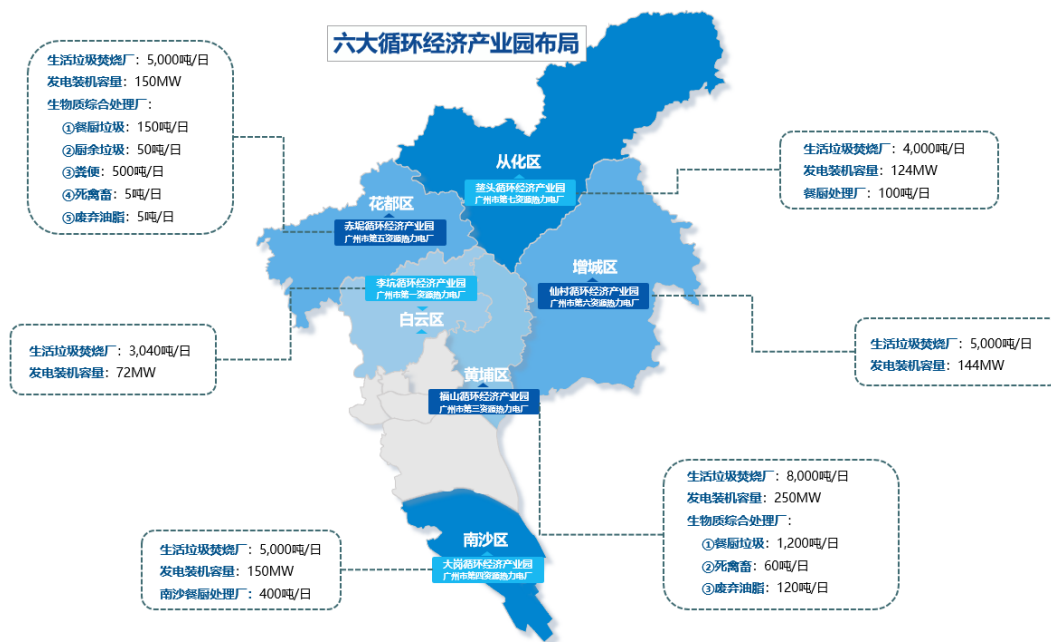 六大循环经济产业园布局
生活垃圾焚烧厂：5,000吨/日
发电装机容量：150MW
生物质综合处理厂：
①餐厨垃圾：150吨/日
②厨余垃圾：50吨/日
③粪便：500吨/日
④死禽畜：5吨/日
⑤废弃油脂：5吨/日
从化区
潖头循环经济产业园
广州市第七资源热力电厂
生活垃圾焚烧厂：4,000吨/日
发电装机容量：124MW
餐厨处理厂：100吨/日
花都区
赤坭循环经济产业园
广州市第五资源热力电厂
李坑循环经济产业园
广州市第一资源热力电厂
白云区
增城区
仙村循环经济产业园
广州市第六资源热力电厂
生活垃圾焚烧厂：3,040吨/日
发电装机容量：72MW
生活垃圾焚烧厂：5,000吨/日
发电装机容量：144MW
黄埔区
福山循环经济产业园
广州市第三资源热力电厂
生活垃圾焚烧厂：8,000吨/日
发电装机容量：250MW
生物质综合处理厂：
①餐厨垃圾：1,200吨/日
②死禽畜：60吨/日
③废弃油脂：120吨/日
生活垃圾焚烧厂：5,000吨/日
发电装机容量：150MW
南沙餐厨处理厂：400吨/日
南沙区
大岗循环经济产业园
广州市第四资源热力电厂